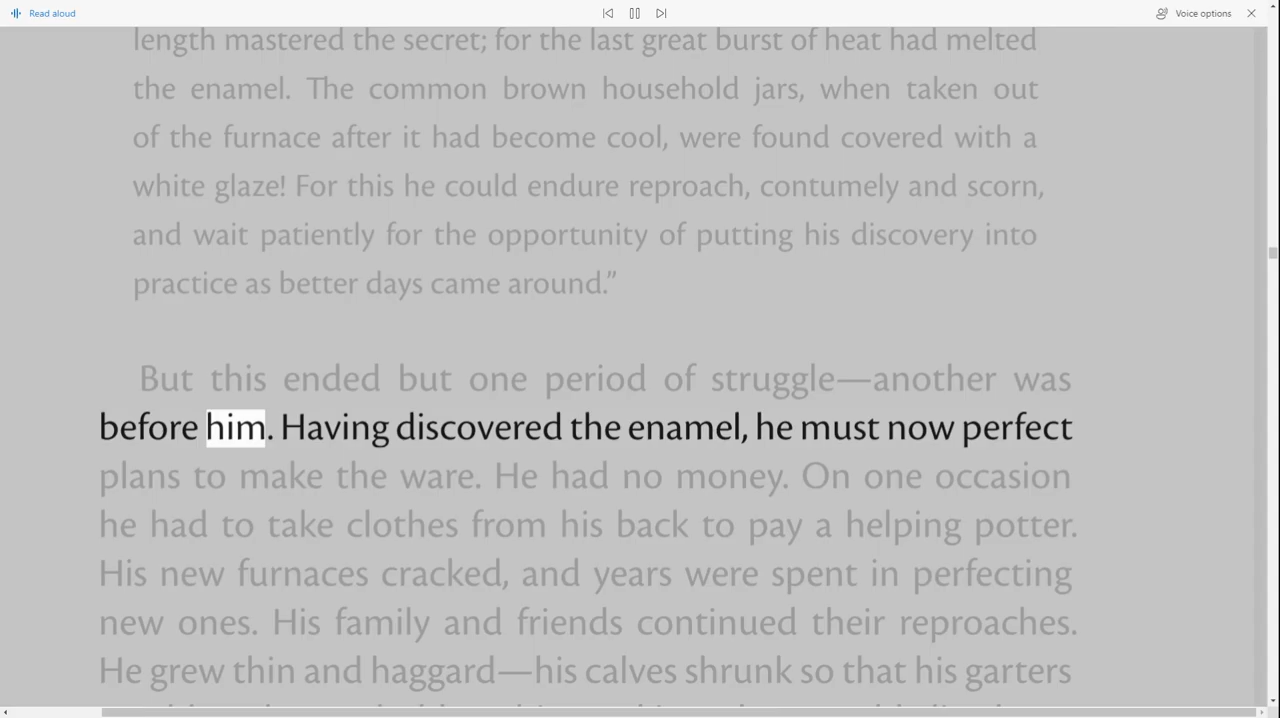 Read aloud
Voice options
length mastered the secret; for the last great burst of heat had melted
the enamel. The common brown household jars, when taken out
of the furnace after it had become cool, were found covered with a
white glaze! For this he could endure reproach, contumely and scorn,
and wait patiently for the opportunity of putting his discovery into
practice as better days came around.”
But this ended but one period of struggle—another was
before him. Having discovered the enamel, he must now perfect
plans to make the ware. He had no money. On one occasion
he had to take clothes from his back to pay a helping potter.
His new furnaces cracked, and years were spent in perfecting
new ones. His family and friends continued their reproaches.
He grew thin and haggard—his calves shrunk so that his garters